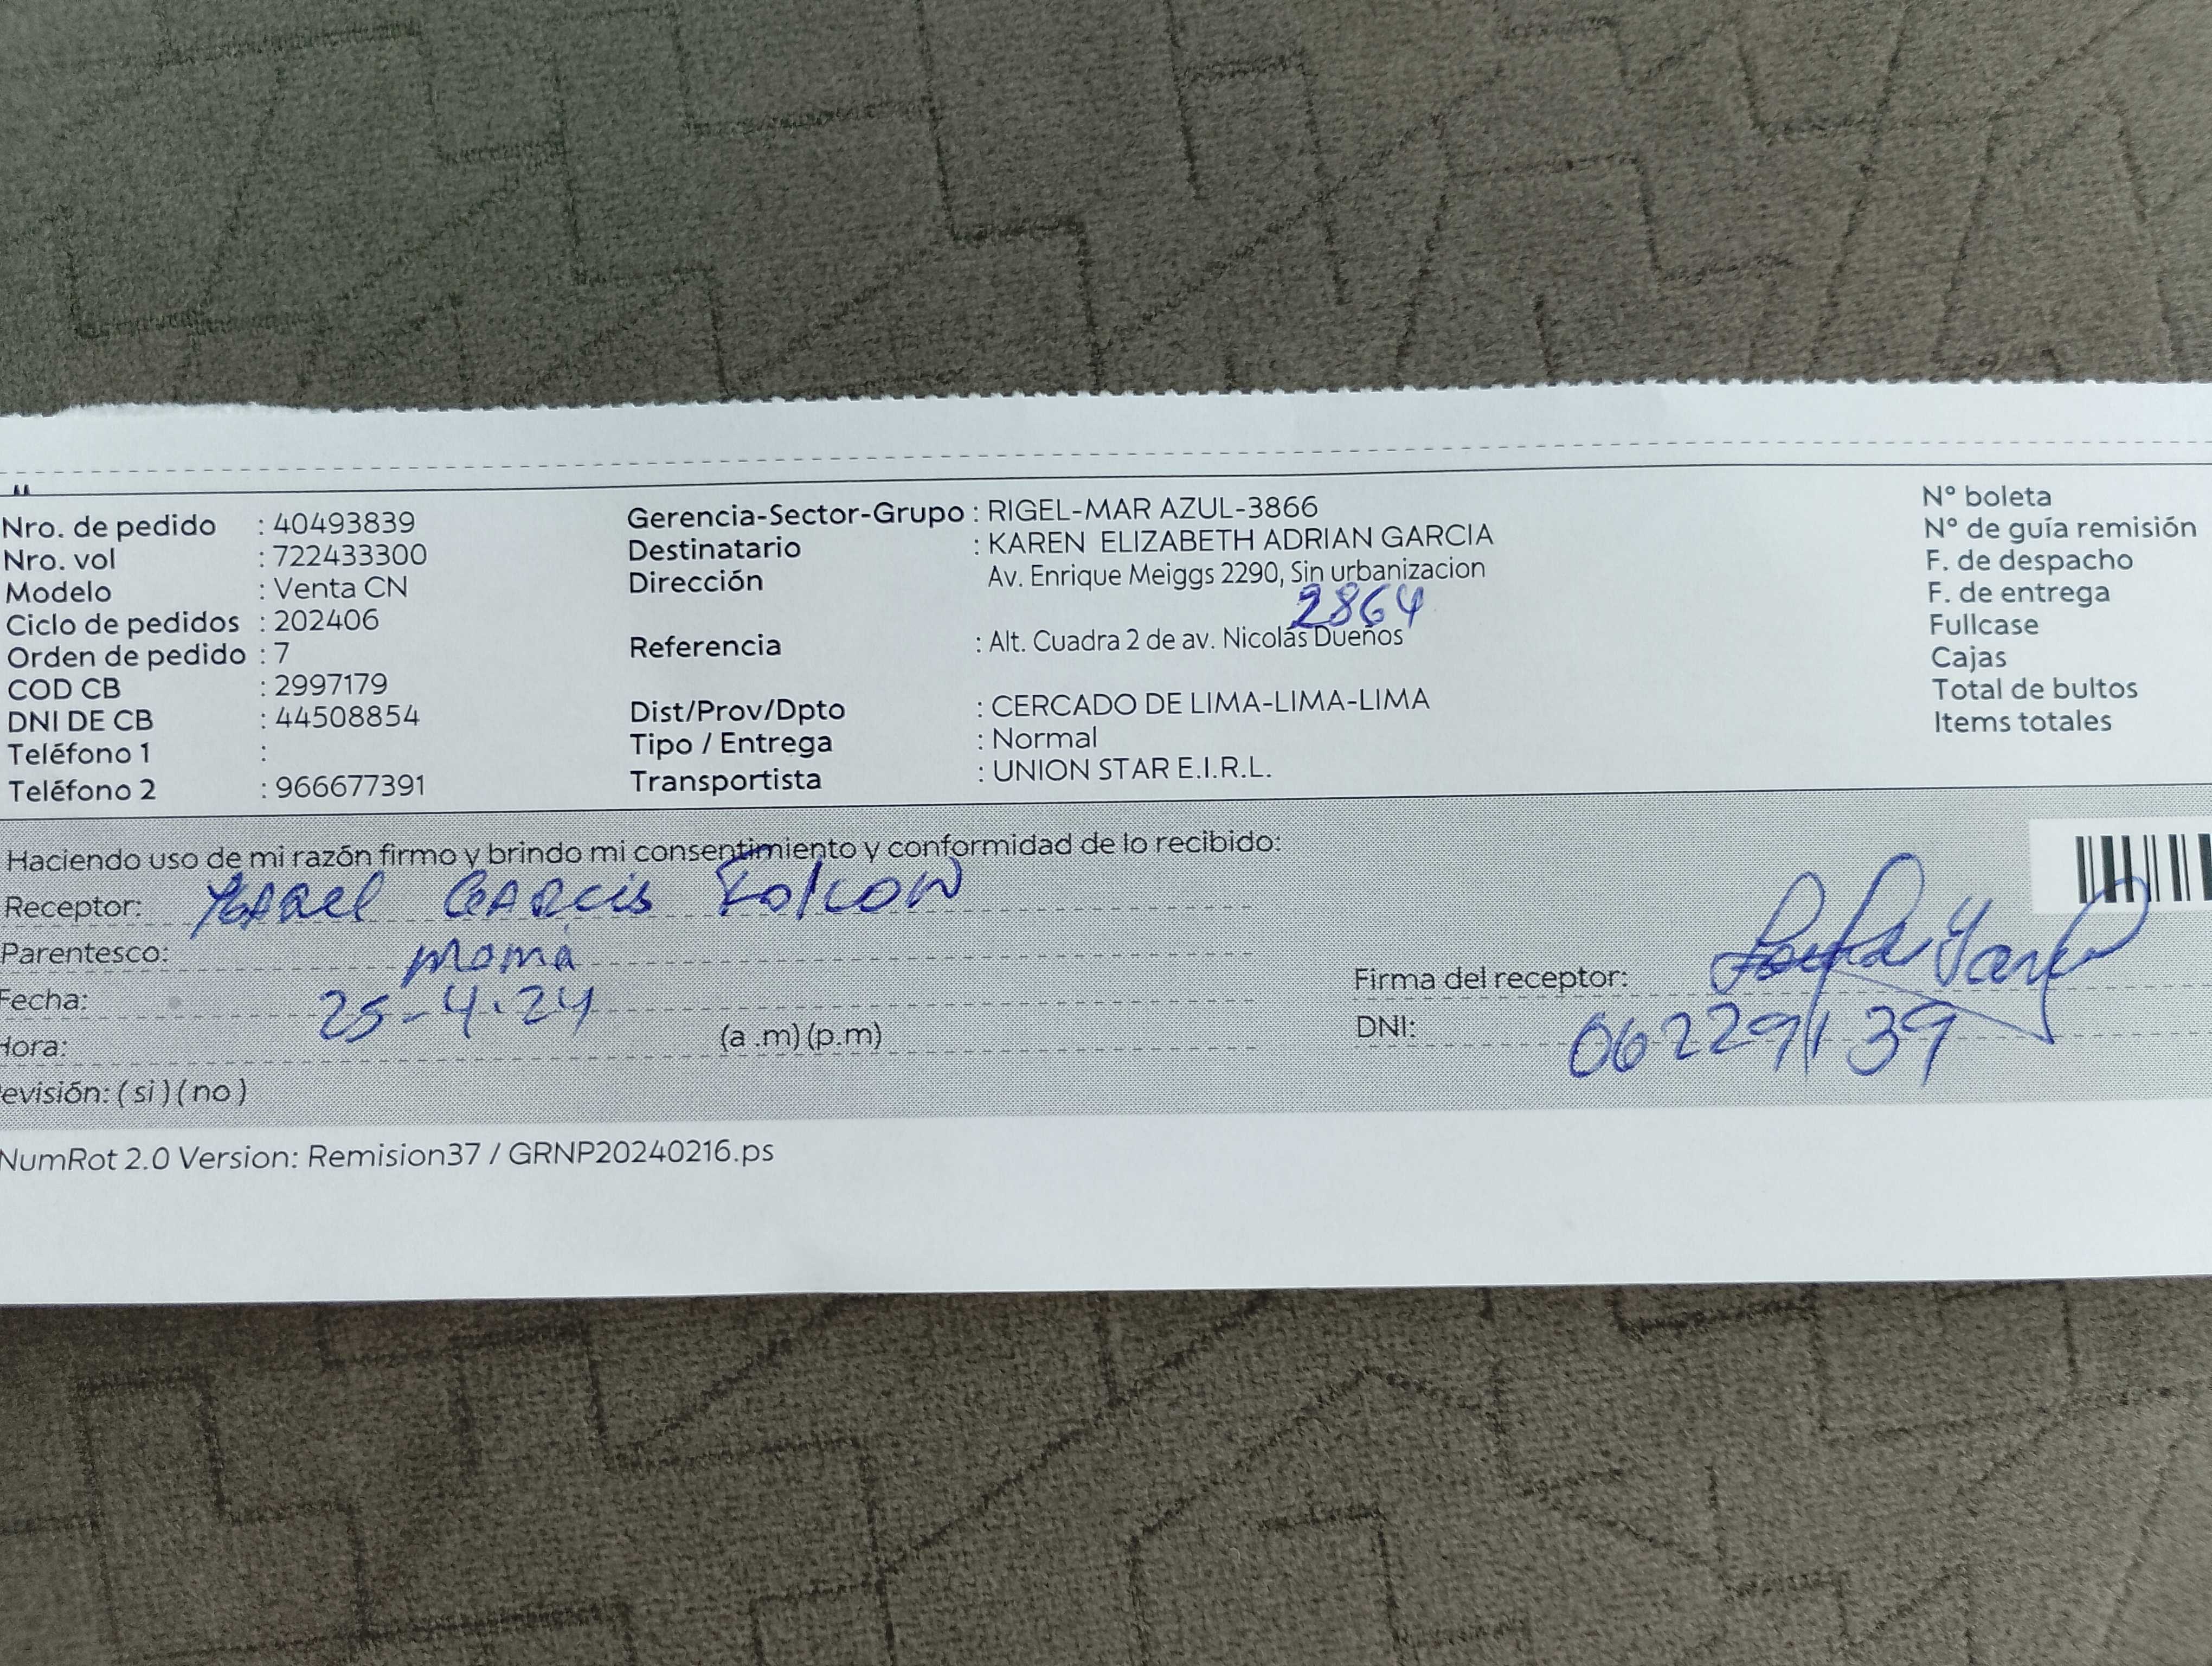 Nro. de pedido : 40493839
Nro. vol : 722433300
Modelo : Venta CN
Ciclo de pedidos : 202406
Orden de pedido : 7
COD CB : 2997179
DNI DE CB : 44508854
Teléfono 1 :
Teléfono 2 : 966677391
Gerencia-Sector-Grupo : RIGEL-MAR AZUL-3866
Destinatario : KAREN ELIZABETH ADRIAN GARCIA
Dirección Av. Enrique Meiggs 2290, Sin urbanizacion
2864
Referencia : Alt. Cuadra 2 de av. Nicolás Dueños
Dist/Prov/Dpto : CERCADO DE LIMA-LIMA-LIMA
Tipo / Entrega : Normal
Transportista : UNION STAR E.I.R.L.
N° boleta
N° de guía remisión
F. de despacho
F. de entrega
Fullcase
Cajas
Total de bultos
Items totales
Haciendo uso de mi razón firmo y brindo mi consentimiento y conformidad de lo recibido:
Receptor: GARCIS FOlCON
Parentesco: mamá
Fecha: 25-4.24
Hora: (a .m) (p.m)
evisión: ( si ) ( no )
Firma del receptor:
DNI: 06229139
NumRot 2.0 Version: Remision37 / GRNP20240216.ps